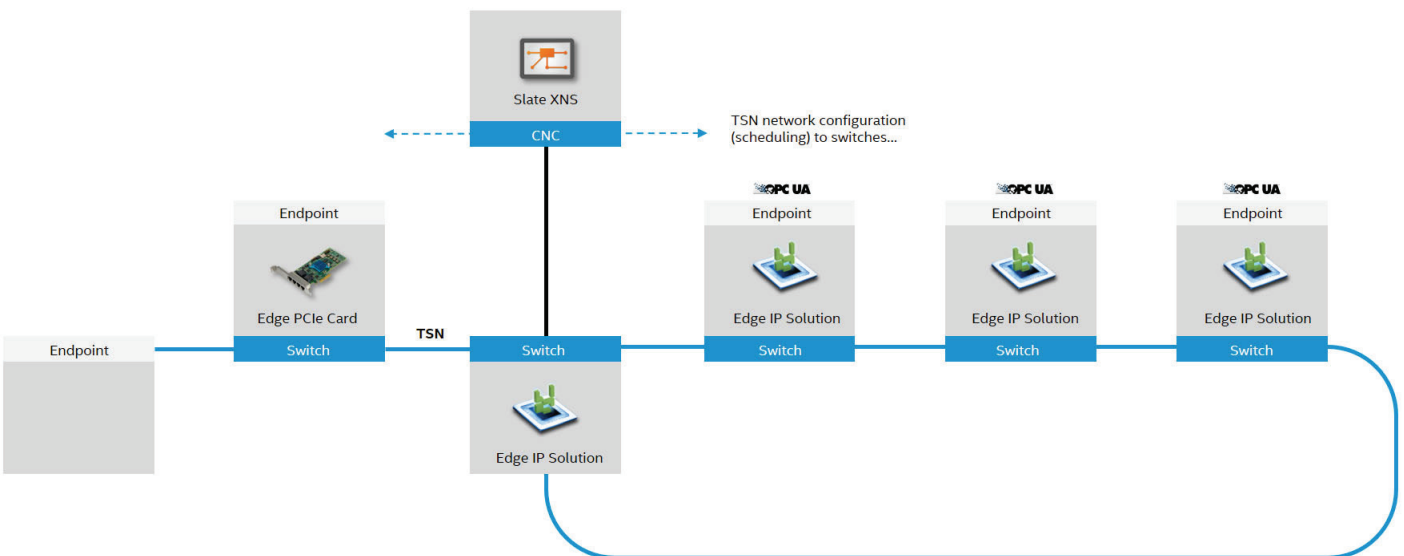 Slate XNS
CNC
TSN network configuration
(scheduling) to switches...
OPC UA
OPC UA
OPC UA
Endpoint
Endpoint
Endpoint
Endpoint
Edge PCIe Card
Edge IP Solution
Edge IP Solution
Edge IP Solution
TSN
Endpoint
Switch
Switch
Switch
Switch
Switch
Edge IP Solution